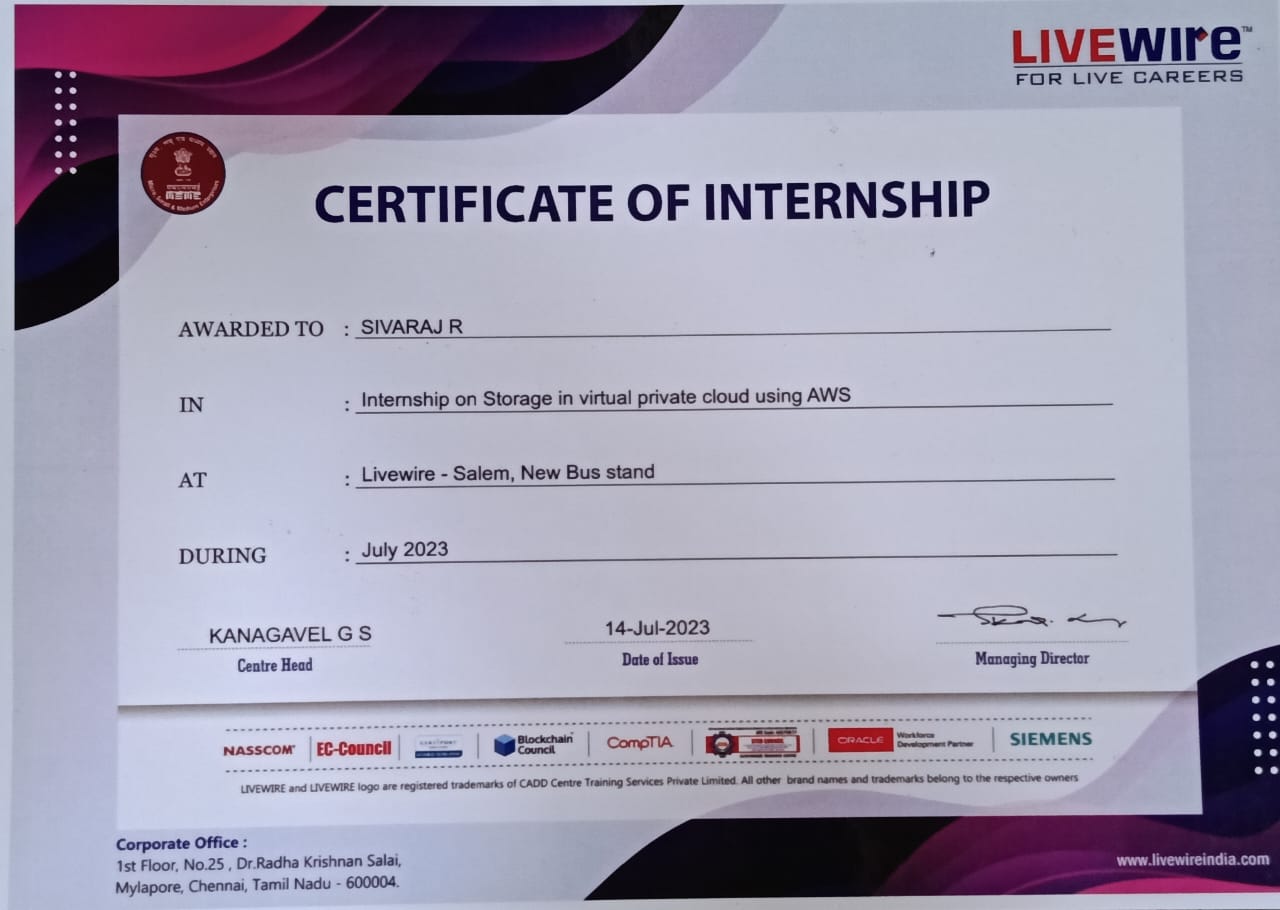 LIVEWIRE™
FOR LIVE CAREERS
CERTIFICATE OF INTERNSHIP
AWARDED TO : SIVARAJ R
IN : Internship on Storage in virtual private cloud using AWS
AT : Livewire - Salem, New Bus stand
DURING : July 2023
KANAGAVEL G S
Centre Head
14-Jul-2023
Date of Issue
Managing Director
NASSCOM EC-Council Blockchain Council CompTIA ORACLE Workforce Development Partner SIEMENS
LIVEWIRE and LIVEWIRE logo are registered trademarks of CADD Centre Training Services Private Limited. All other brand names and trademarks belong to the respective owners
Corporate Office :
1st Floor, No.25 , Dr.Radha Krishnan Salai,
Mylapore, Chennai, Tamil Nadu - 600004.
www.livewireindia.com